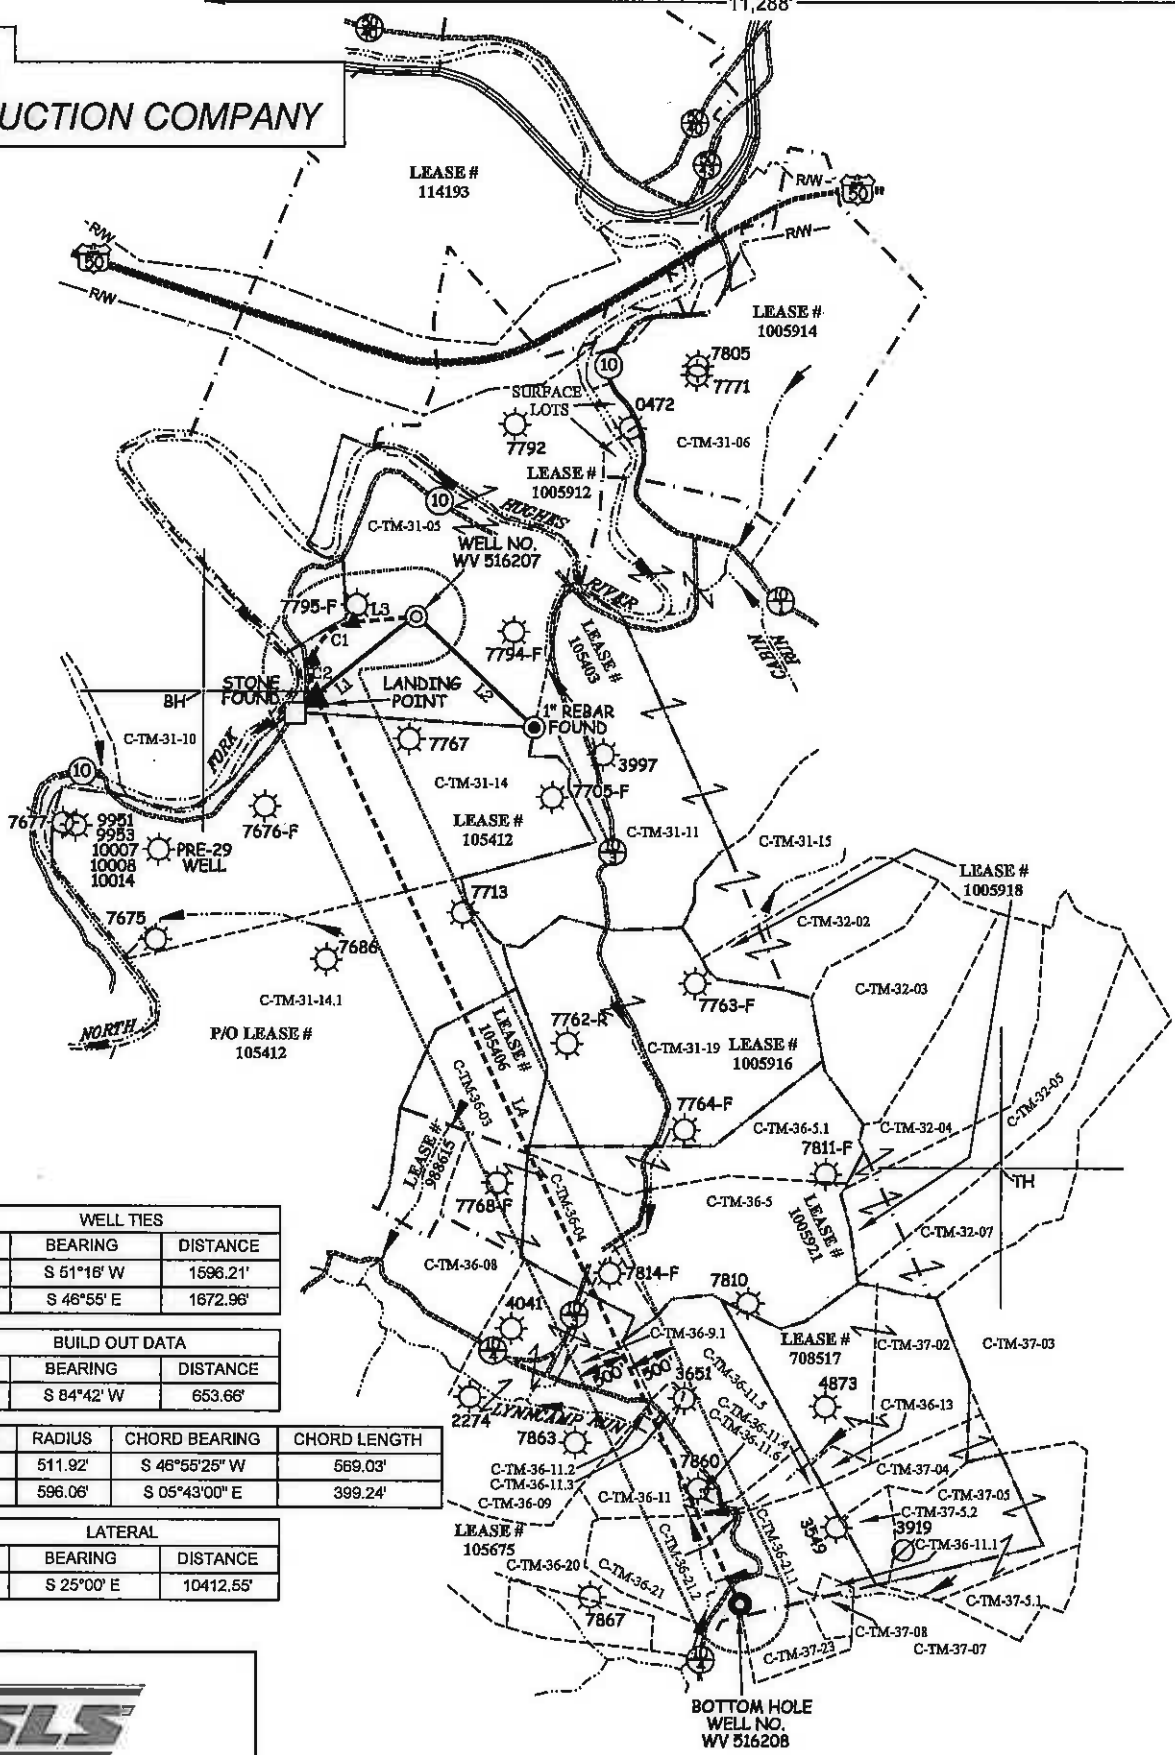 11,288'
UCTION COMPANY
50
LEASE #
114193
50
40
50
23
R/W
50
R/W
R/W
50
R/W
LEASE #
1005914
10
7805
7771
SURFACE
LOTS
0472
C-TM-31-06
7792
LEASE #
1005912
10
HUGHES
C-TM-31-05
WELL NO.
WV 516207
RIVER
10
1
CABIN
RUN
7795-F
L3
C1
7794-F
LEASE #
105403
C2
L1
L2
STONE
FOUND
LANDING
POINT
BH
1" REBAR
FOUND
C-TM-31-10
FORK
7767
3997
10
C-TM-31-14
7705-F
7677
9951
9953
10007
10008
10014
7676-F
PRE-29
WELL
LEASE #
105412
C-TM-31-11
10
3
C-TM-31-15
LEASE #
1005918
7713
7675
C-TM-32-02
7686
7763-F
C-TM-32-03
C-TM-31-14.1
NORTH
P/O LEASE #
105412
LEASE #
105406
7762-R
C-TM-31-19
LEASE #
1005916
C-TM-36-03
L4
7764-F
C-TM-36-5.1
C-TM-32-04
C-TM-32-05
LEASE #
988615
7811-F
TH
7768-F
C-TM-36-04
C-TM-36-5
LEASE #
1005921
C-TM-32-07
C-TM-36-08
7814-F
7810
4041
10
4
C-TM-36-9.1
LEASE #
708517
C-TM-37-02
C-TM-37-03
500'
500'
3651
C-TM-36-11.5
4873
C-TM-36-13
2274
LYNNCAMP RUN
C-TM-36-11.4
C-TM-36-11.6
7863
C-TM-36-11.2
C-TM-36-11.3
7860
C-TM-37-04
C-TM-36-09
C-TM-36-11
C-TM-37-05
C-TM-37-5.2
LEASE #
105675
3549
3919
C-TM-36-11.1
C-TM-36-20
C-TM-36-21
C-TM-36-21.2
C-TM-36-21.1
7867
C-TM-37-5.1
C-TM-37-08
C-TM-37-07
C-TM-37-23
10
4
BOTTOM HOLE
WELL NO.
WV 516208
WELL TIES
BEARING DISTANCE
S 51°16' W 1596.21'
S 46°55' E 1672.96'
BUILD OUT DATA
BEARING DISTANCE
S 84°42' W 653.66'
RADIUS CHORD BEARING CHORD LENGTH
511.92' S 46°55'25" W 569.03'
596.06' S 05°43'00" E 399.24'
LATERAL
BEARING DISTANCE
S 25°00' E 10412.55'
SLS